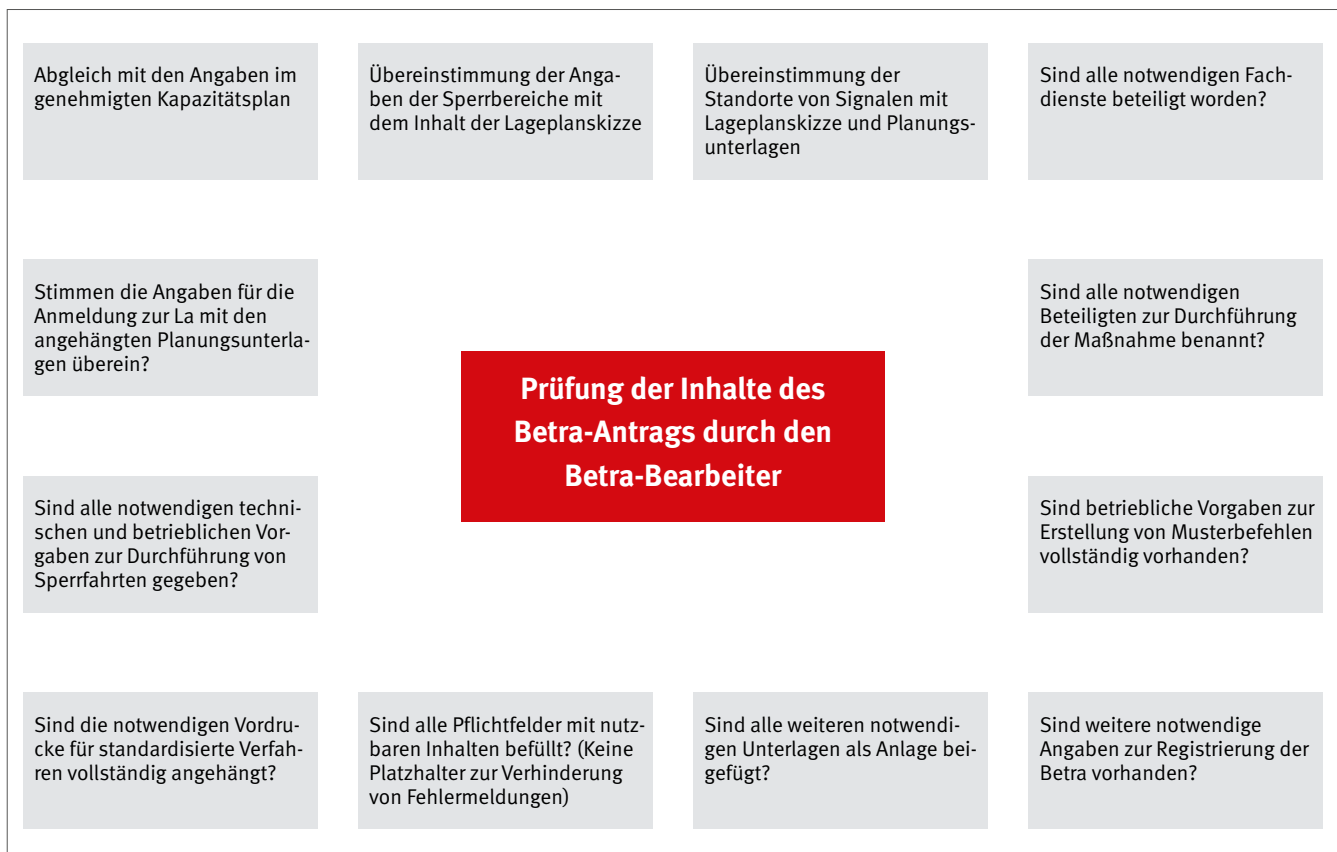 Abgleich mit den Angaben im
genehmigten Kapazitätsplan
Übereinstimmung der Anga-
ben der Sperrbereiche mit
dem Inhalt der Lageplanskizze
Übereinstimmung der
Standorte von Signalen mit
Lageplanskizze und Planungs-
unterlagen
Sind alle notwendigen Fach-
dienste beteiligt worden?
Stimmen die Angaben für die
Anmeldung zur La mit den
angehängten Planungsunterla-
gen überein?
Sind alle notwendigen
Beteiligten zur Durchführung
der Maßnahme benannt?
Prüfung der Inhalte des
Betra-Antrags durch den
Betra-Bearbeiter
Sind alle notwendigen techni-
schen und betrieblichen Vor-
gaben zur Durchführung von
Sperrfahrten gegeben?
Sind betriebliche Vorgaben zur
Erstellung von Musterbefehlen
vollständig vorhanden?
Sind die notwendigen Vordru-
cke für standardisierte Verfah-
ren vollständig angehängt?
Sind alle Pflichtfelder mit nutz-
baren Inhalten befüllt? (Keine
Platzhalter zur Verhinderung
von Fehlermeldungen)
Sind alle weiteren notwendi-
gen Unterlagen als Anlage bei-
gefügt?
Sind weitere notwendige
Angaben zur Registrierung der
Betra vorhanden?